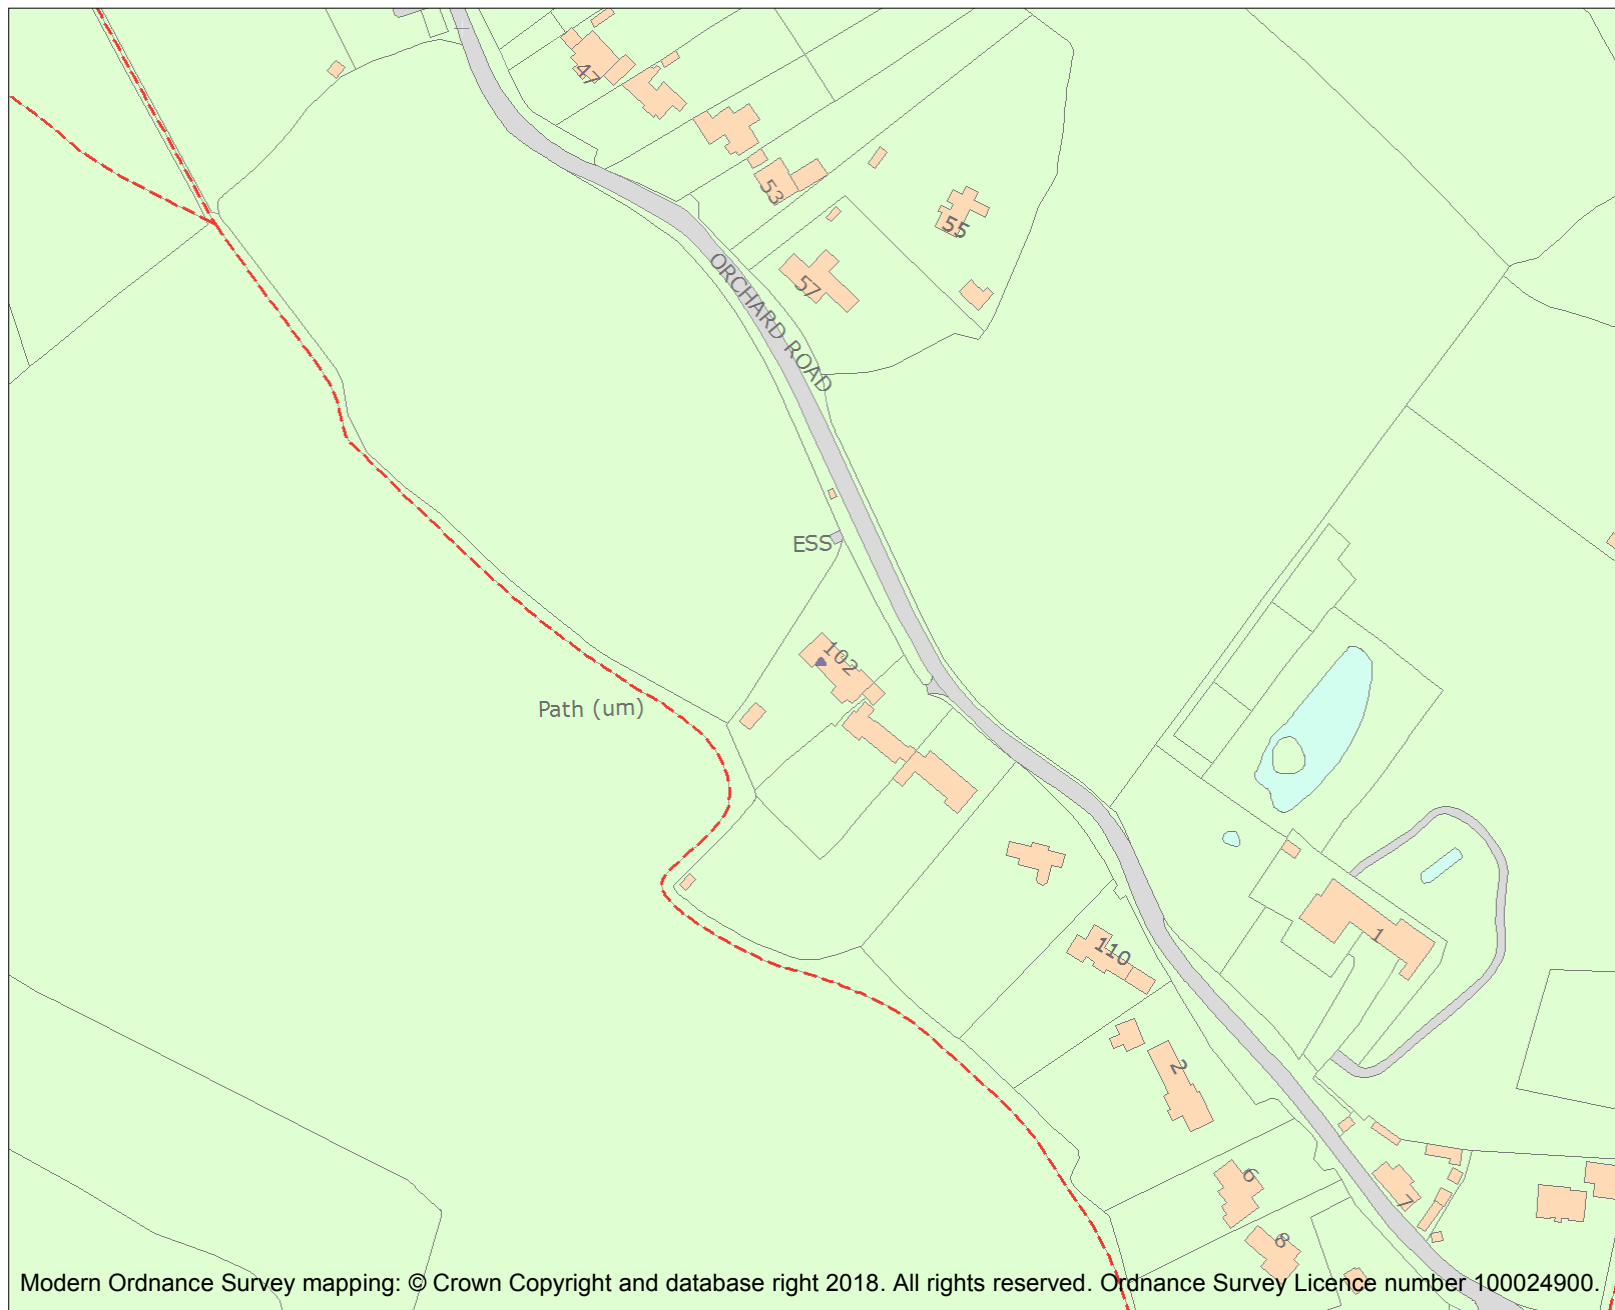 47
53
55
57
ORCHARD ROAD
ESS
102
Path (um)
1
110
2
6
7
8
Modern Ordnance Survey mapping: © Crown Copyright and database right 2018. All rights reserved. Ordnance Survey Licence number 100024900.